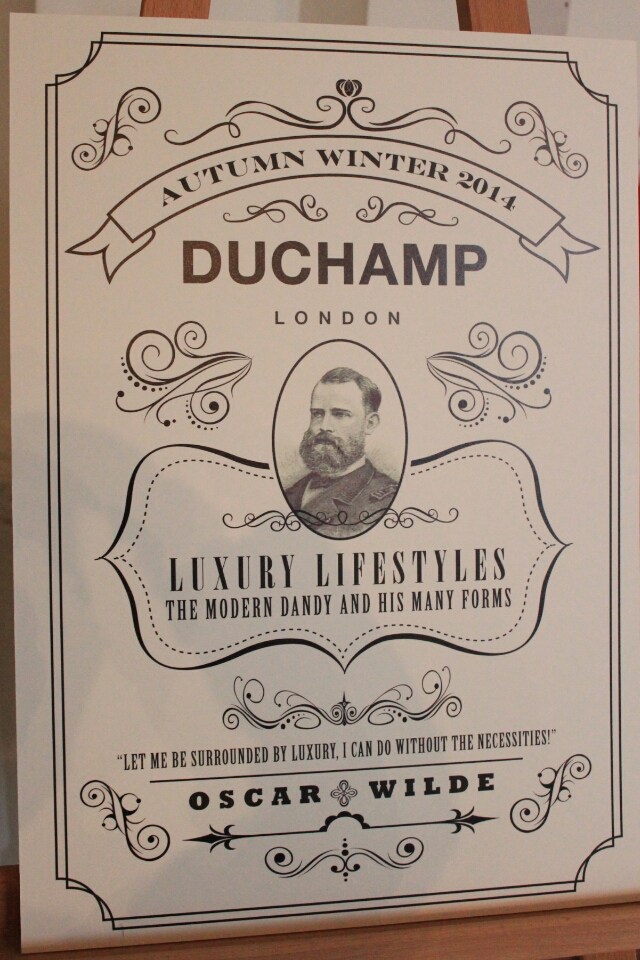 AUTUMN WINTER 2014
DUCHAMP
LONDON
LUXURY LIFESTYLES
THE MODERN DANDY AND HIS MANY FORMS
“LET ME BE SURROUNDED BY LUXURY, I CAN DO WITHOUT THE NECESSITIES!”
OSCAR WILDE